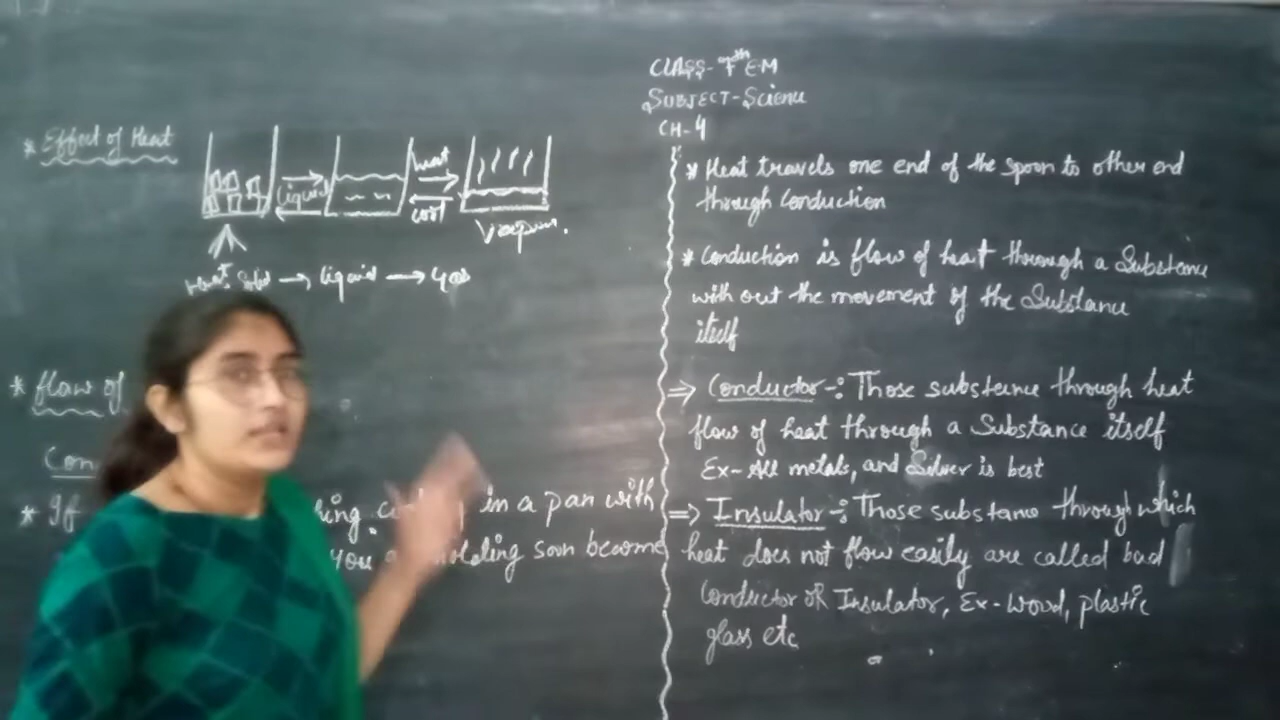 CLASS-7th EM
SUBJECT-Science
CH-4
* Effect of Heat
liquid
heat
cool
Vaepur.
Heat
→ liquid → Gas
* flow of
Con
* If
in a pan with
You
holding soon become
* Heat travels one end of the spoon to other end
through Conduction
* Conduction is flow of heat through a Substance
with out the movement of the Substance
itself
⇒ Conductor-: Those substance through heat
flow of heat through a Substance itself
Ex- All metals, and Silver is best
⇒ Insulator-: Those substance through which
heat does not flow easily are called bad
Conductor OR Insulator, Ex- Wood, plastic
glass etc